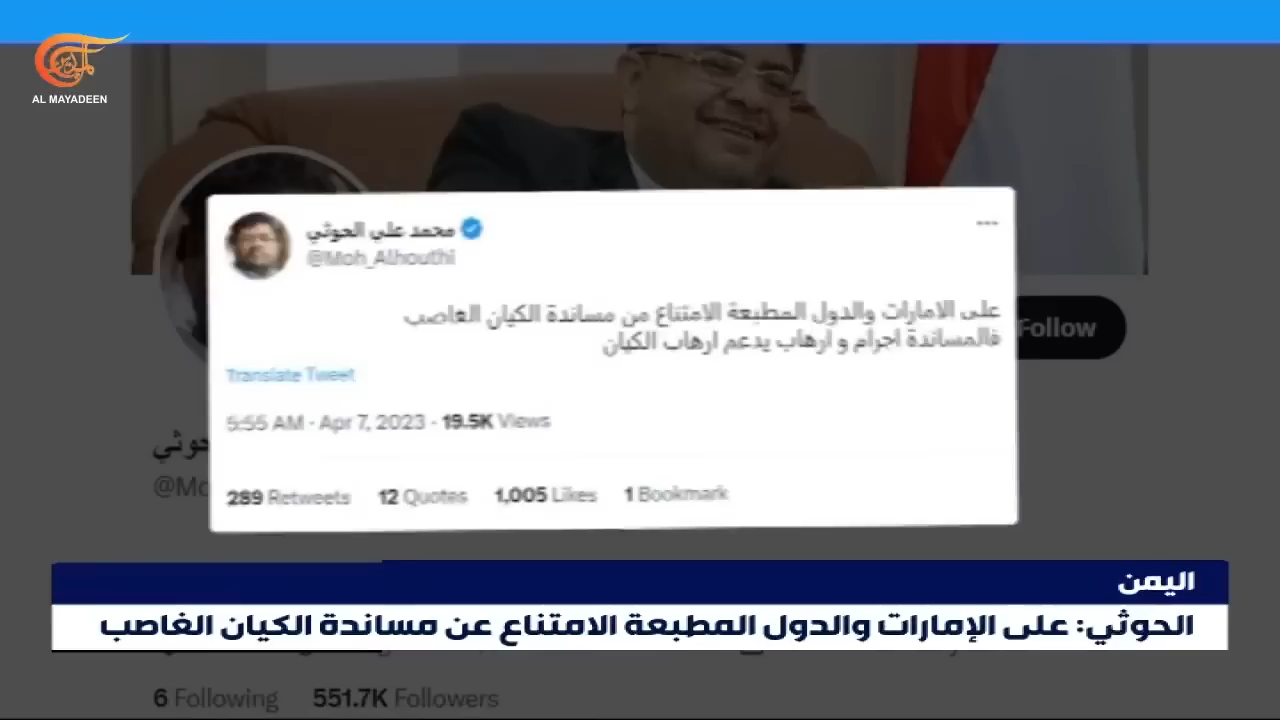 المیادین
AL MAYADEEN
محمد علي الحوثي
@Moh_Alhouthi
على الامارات والدول المطبعة الامتناع من مساندة الكيان الغاصب
فالمساندة اجرام و ارهاب يدعم ارهاب الكيان
Translate Tweet
5:55 AM · Apr 7, 2023 · 19.5K Views
289 Retweets 12 Quotes 1,005 Likes 1 Bookmark
Follow
حوثي
@Mo
اليمن
الحوثي: على الإمارات والدول المطبعة الامتناع عن مساندة الكيان الغاصب
6 Following 551.7K Followers